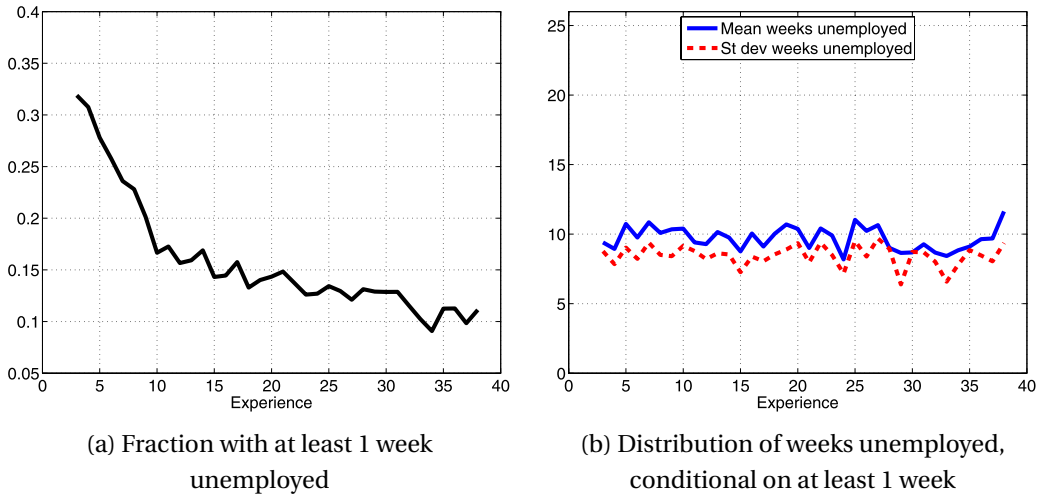 0.4
0.35
0.3
0.25
0.2
0.15
0.1
0.05
0 5 10 15 20 25 30 35 40
Experience
(a) Fraction with at least 1 week
unemployed
Mean weeks unemployed
St dev weeks unemployed
25
20
15
10
5
0
0 5 10 15 20 25 30 35 40
Experience
(b) Distribution of weeks unemployed,
conditional on at least 1 week